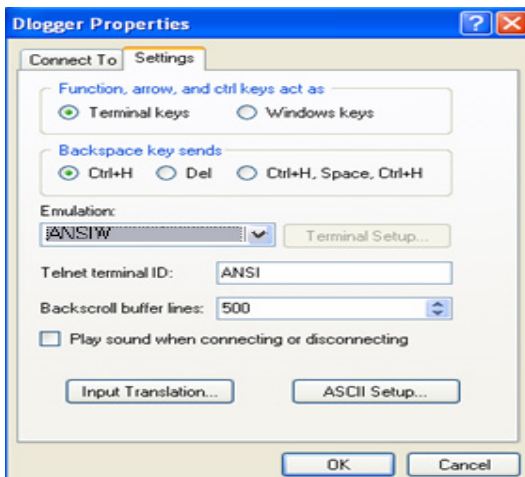 Dlogger Properties
Connect To Settings
Function, arrow, and ctrl keys act as
Terminal keys Windows keys
Backspace key sends
Ctrl+H Del Ctrl+H, Space, Ctrl+H
Emulation:
ANSIW Terminal Setup...
Telnet terminal ID: ANSI
Backscroll buffer lines: 500
Play sound when connecting or disconnecting
Input Translation... ASCII Setup...
OK Cancel